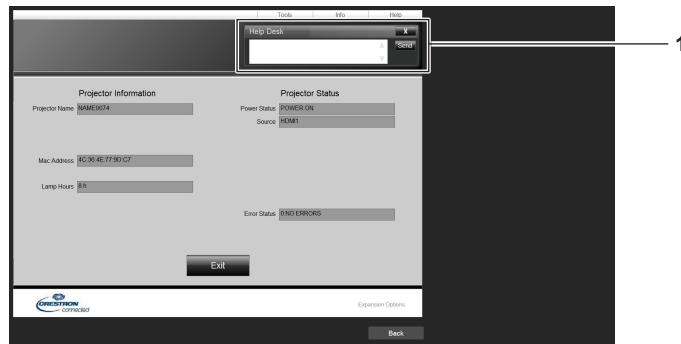 Tools Info Help
Help Desk X
Send
1
Projector Information Projector Status
Projector Name NAME0074 Power Status POWER ON
Source HDMI1
Mac Address 4C:36:4E:77:9D:C7
Lamp Hours 8 h
Error Status 0:NO ERRORS
Exit
CRESTRON
connected
Expansion Options
Back